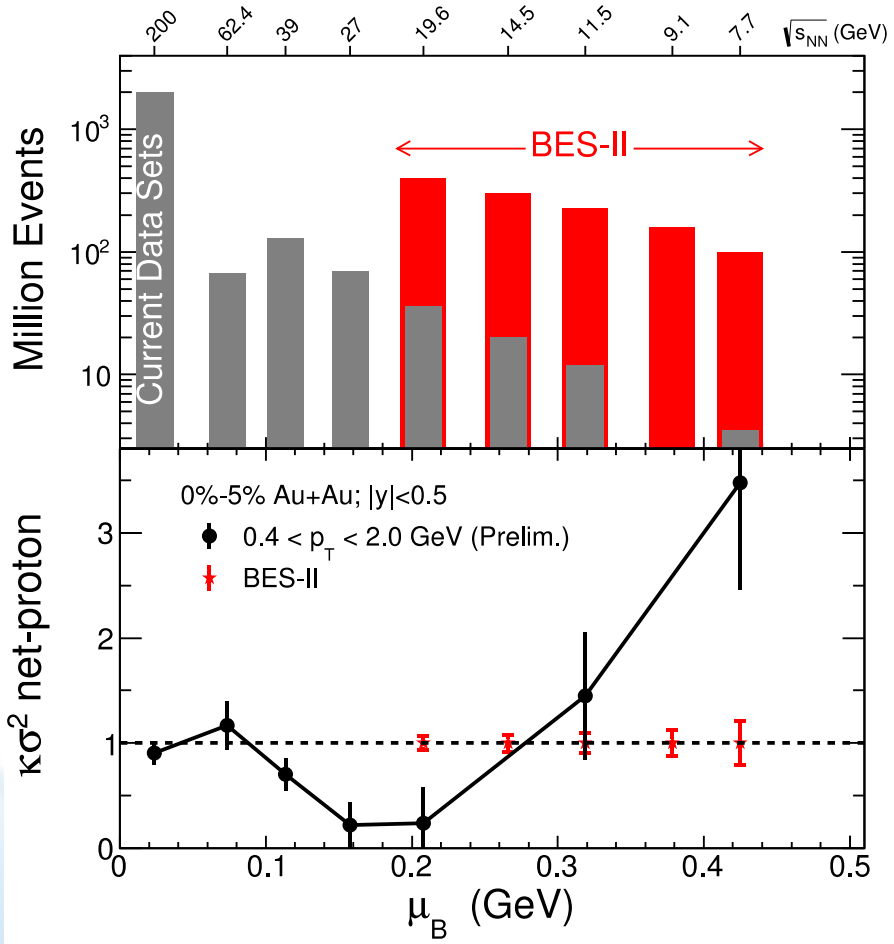 200 62.4 39 27 19.6 14.5 11.5 9.1 7.7 √s_NN (GeV)
Million Events
10³
10²
10
Current Data Sets
BES-II
κσ² net-proton
0%-5% Au+Au; |y|<0.5
0.4 < p_T < 2.0 GeV (Prelim.)
BES-II
3
2
1
0
0 0.1 0.2 0.3 0.4 0.5
μ_B (GeV)